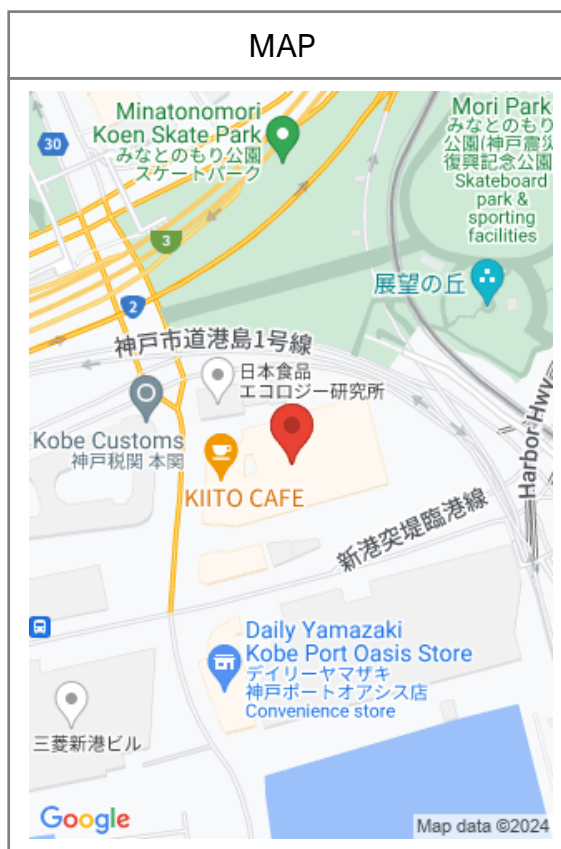 MAP
Minatonomori
Koen Skate Park
みなとのもり公園
スケートパーク
Mori Park
みなとのもり
公園(神戸震災
復興記念公園
Skateboard
park &
sporting
facilities
30
3
2
展望の丘
神戸市道港島1号線
日本食品
エコロジー研究所
Kobe Customs
神戸税関 本関
KIITO CAFE
Harbor Hwy
新港突堤臨港線
Daily Yamazaki
Kobe Port Oasis Store
デイリーヤマザキ
神戸ポートオアシス店
Convenience store
三菱新港ビル
Google
Map data ©2024